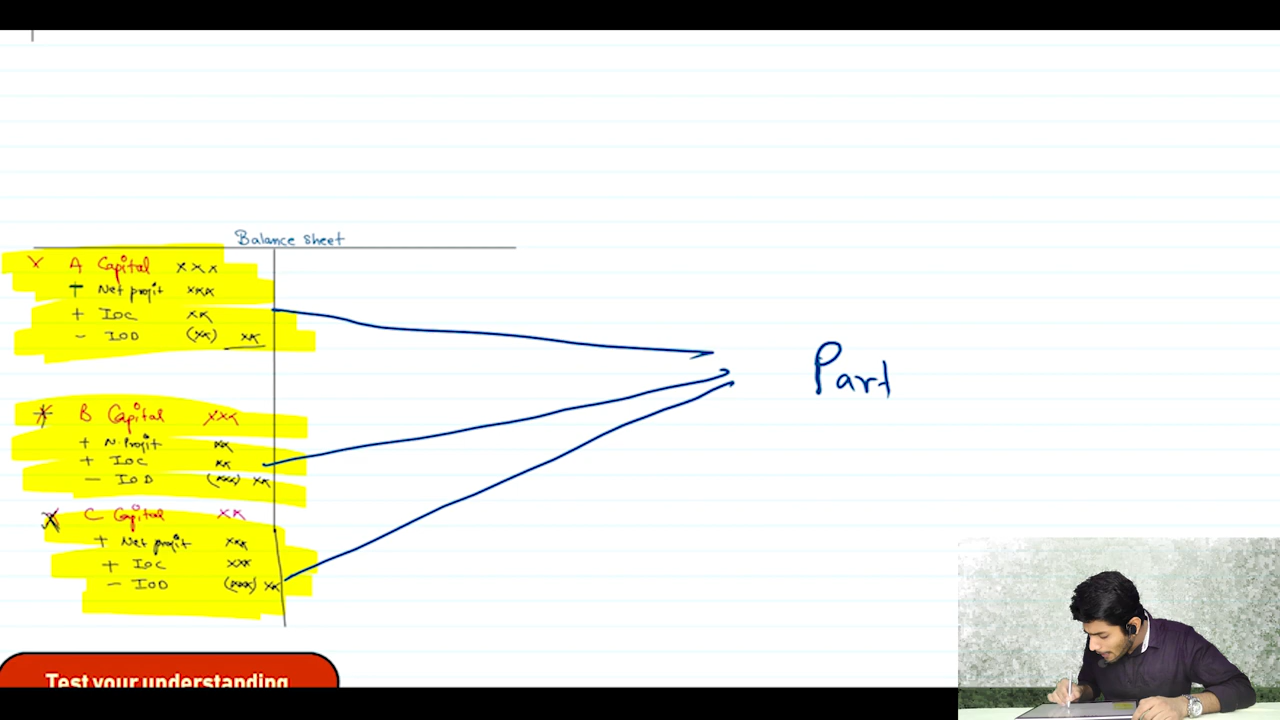 Balance sheet
x A Capital xxx
+ Net profit xxx
+ IOC xx
- IOD (xx) xx
Part
* B Capital xxx
+ N.Profit xx
+ IOC xx
- IOD (xxx) xx
x C Capital xx
+ Net profit xxx
+ IOC xxx
- IOD (xxx) xx
Test your understanding